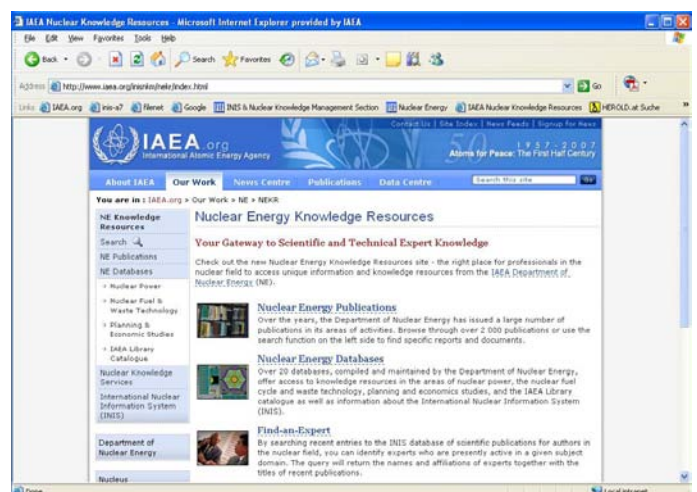 IAEA Nuclear Knowledge Resources - Microsoft Internet Explorer provided by IAEA
File Edit View Favorites Tools Help
Back Search Favorites
Address http://www.iaea.org/inisnkm/nekr/index.html Go
Links IAEA.org inis-a7 filenet Google INIS & Nuclear Knowledge Management Section Nuclear Energy IAEA Nuclear Knowledge Resources HEROLD.at Suche »
Contact Us | Site Index | News Feeds | Signup for News
IAEA.org
International Atomic Energy Agency
50 1957 - 2007
Atoms for Peace: The First Half Century
About IAEA Our Work News Centre Publications Data Centre Search this site Go
You are in : IAEA.org » Our Work » NE » NEKR
NE Knowledge
Resources
Search
NE Publications
NE Databases
Nuclear Power
Nuclear Fuel &
Waste Technology
Planning &
Economic Studies
IAEA Library
Catalogue
Nuclear Knowledge
Services
International Nuclear
Information System
(INIS)
Department of
Nuclear Energy
Nucleus
Nuclear Energy Knowledge Resources
Your Gateway to Scientific and Technical Expert Knowledge
Check out the new Nuclear Energy Knowledge Resources site - the right place for professionals in the
nuclear field to access unique information and knowledge resources from the IAEA Department of
Nuclear Energy (NE).
Nuclear Energy Publications
Over the years, the Department of Nuclear Energy has issued a large number of
publications in its areas of activities. Browse through over 2 000 publications or use the
search function on the left side to find specific reports and documents.
Nuclear Energy Databases
Over 20 databases, compiled and maintained by the Department of Nuclear Energy,
offer access to knowledge resources in the areas of nuclear power, the nuclear fuel
cycle and waste technology, planning and economics studies, and the IAEA Library
catalogue as well as information about the International Nuclear Information System
(INIS).
Find-an-Expert
By searching recent entries to the INIS database of scientific publications for authors in
the nuclear field, you can identify experts who are presently active in a given subject
domain. The query will return the names and affiliations of experts together with the
titles of recent publications.
Done Local intranet